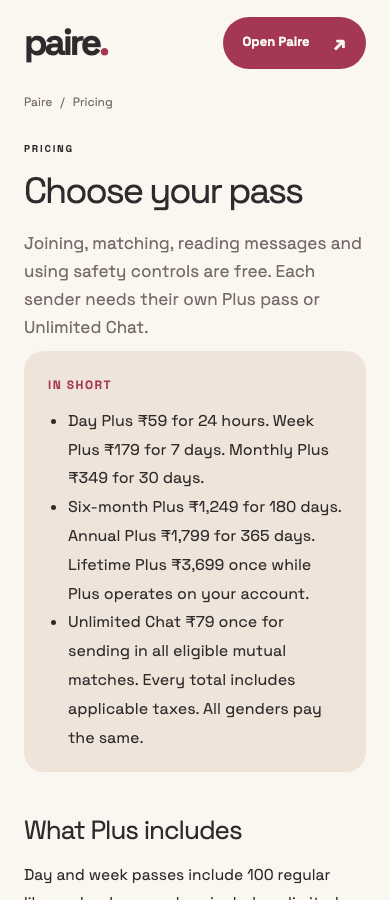 paire.
Open Paire
Paire / Pricing
PRICING
Choose your pass
Joining, matching, reading messages and
using safety controls are free. Each
sender needs their own Plus pass or
Unlimited Chat.
IN SHORT
Day Plus ₹59 for 24 hours. Week
Plus ₹179 for 7 days. Monthly Plus
₹349 for 30 days.
Six-month Plus ₹1,249 for 180 days.
Annual Plus ₹1,799 for 365 days.
Lifetime Plus ₹3,699 once while
Plus operates on your account.
Unlimited Chat ₹79 once for
sending in all eligible mutual
matches. Every total includes
applicable taxes. All genders pay
the same.
What Plus includes
Day and week passes include 100 regular